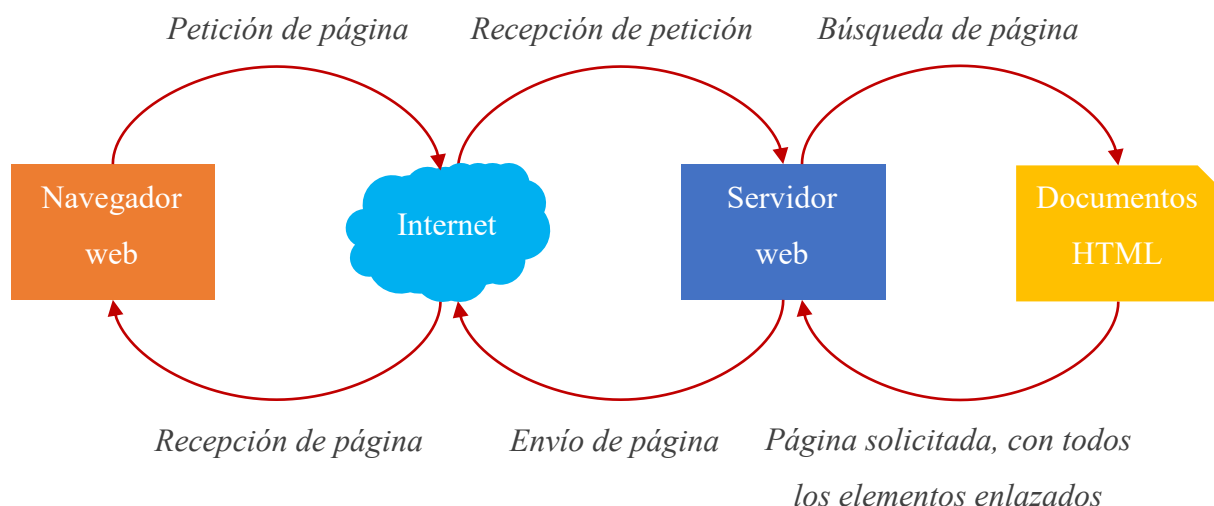 Petición de página
Recepción de petición
Búsqueda de página
Navegador
web
Internet
Servidor
web
Documentos
HTML
Recepción de página
Envío de página
Página solicitada, con todos
los elementos enlazados